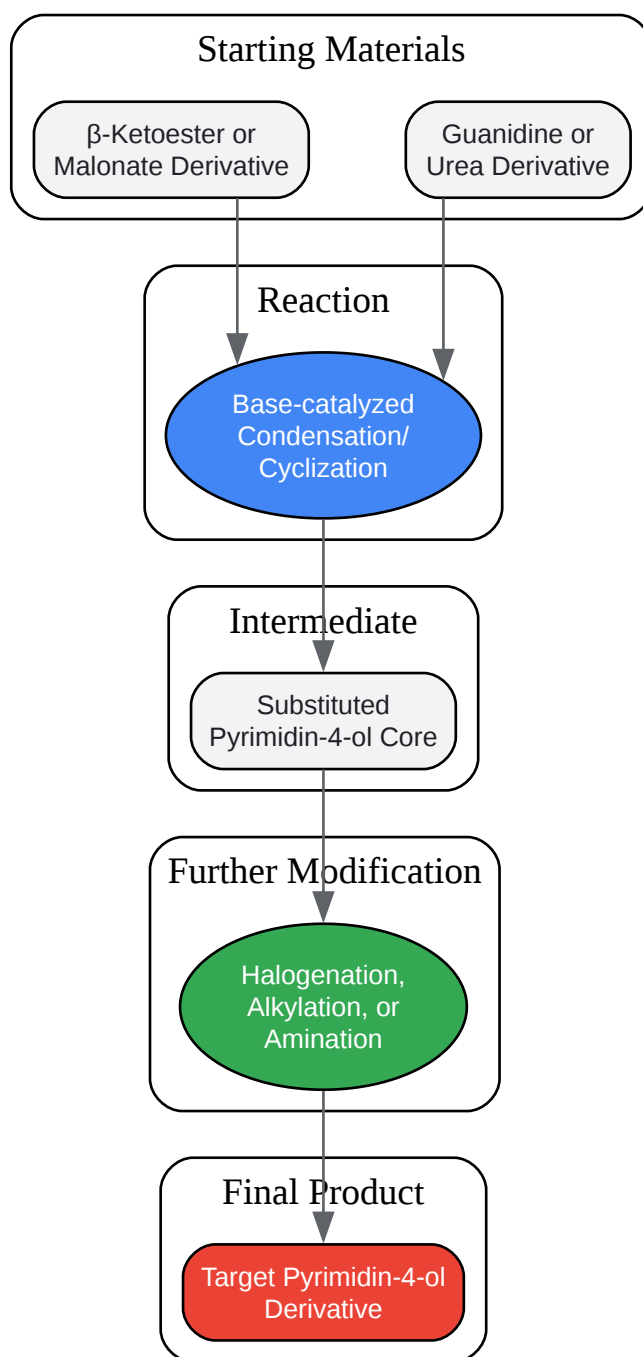 Starting Materials
β-Ketoester or
Malonate Derivative
Guanidine or
Urea Derivative
Reaction
Base-catalyzed
Condensation/
Cyclization
Intermediate
Substituted
Pyrimidin-4-ol Core
Further Modification
Halogenation,
Alkylation, or
Amination
Final Product
Target Pyrimidin-4-ol
Derivative